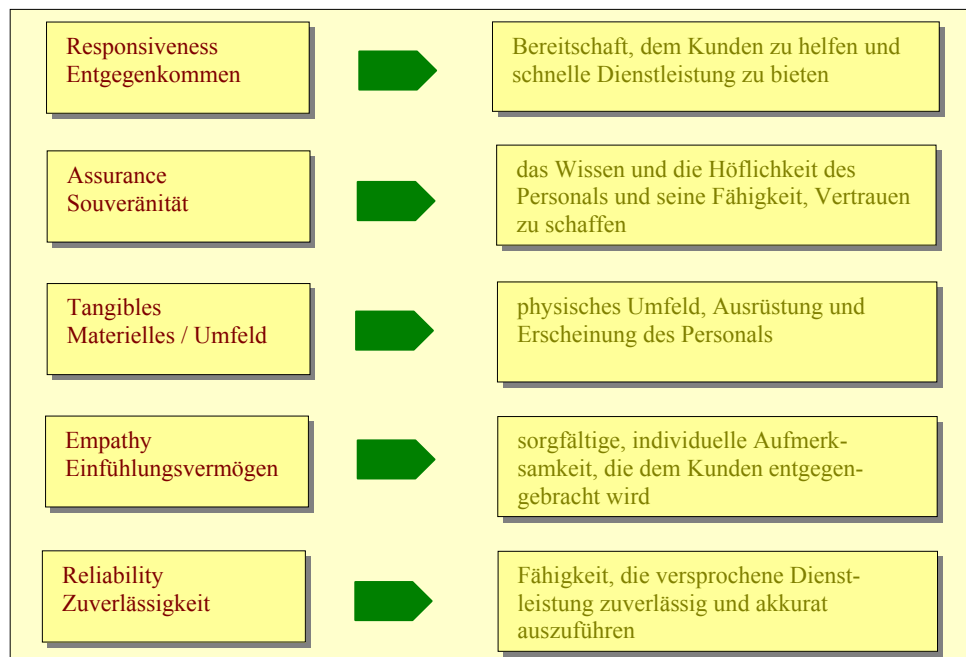 Responsiveness
Entgegenkommen
Bereitschaft, dem Kunden zu helfen und
schnelle Dienstleistung zu bieten
Assurance
Souveränität
das Wissen und die Höflichkeit des
Personals und seine Fähigkeit, Vertrauen
zu schaffen
Tangibles
Materielles / Umfeld
physisches Umfeld, Ausrüstung und
Erscheinung des Personals
Empathy
Einfühlungsvermögen
sorgfältige, individuelle Aufmerk-
samkeit, die dem Kunden entgegen-
gebracht wird
Reliability
Zuverlässigkeit
Fähigkeit, die versprochene Dienst-
leistung zuverlässig und akkurat
auszuführen